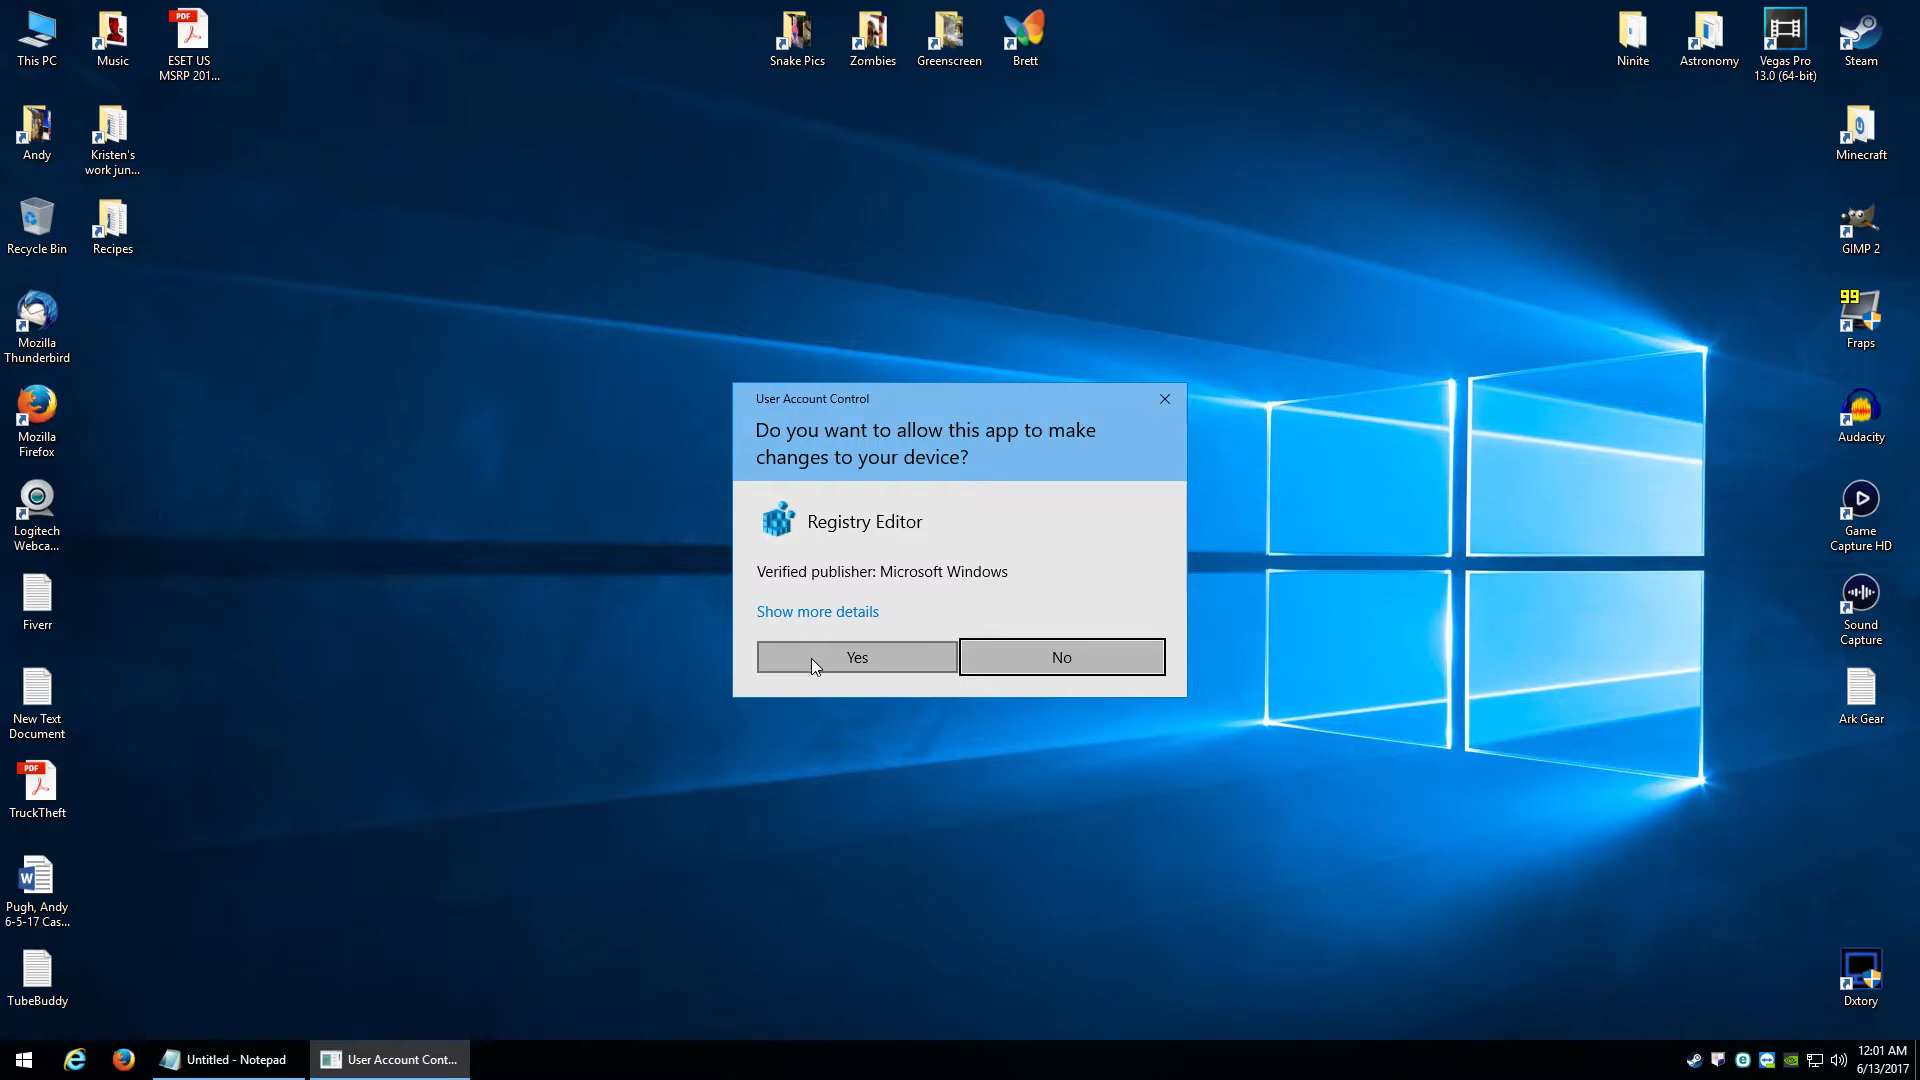 This PC
Music
ESET US
MSRP 201...
Snake Pics
Zombies
Greenscreen
Brett
Ninite
Astronomy
Vegas Pro
13.0 (64-bit)
Steam
Andy
Kristen's
work jun...
Minecraft
Recycle Bin
Recipes
GIMP 2
Mozilla
Thunderbird
99
Fraps
Mozilla
Firefox
Audacity
Logitech
Webca...
Game
Capture HD
Fiverr
Sound
Capture
New Text
Document
Ark Gear
TruckTheft
Pugh, Andy
6-5-17 Cas...
TubeBuddy
Dxtory
PDF
PDF
User Account Control
Do you want to allow this app to make
changes to your device?
Registry Editor
Verified publisher: Microsoft Windows
Show more details
Yes
No
Untitled - Notepad
User Account Cont...
12:01 AM
6/13/2017